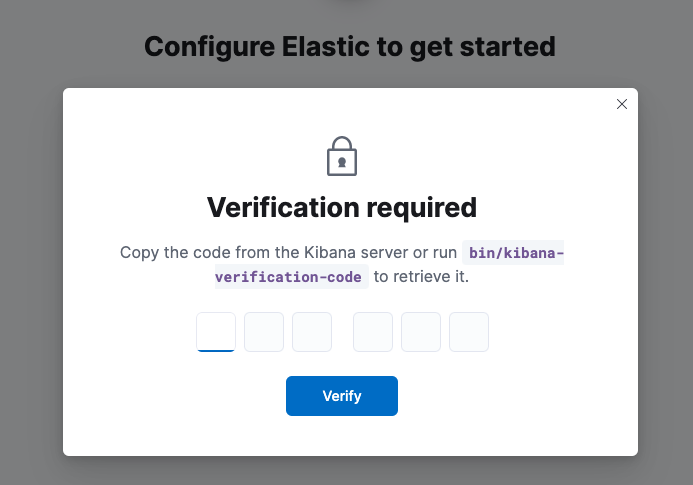 Configure Elastic to get started
Verification required
Copy the code from the Kibana server or run bin/kibana-
verification-code to retrieve it.
Verify